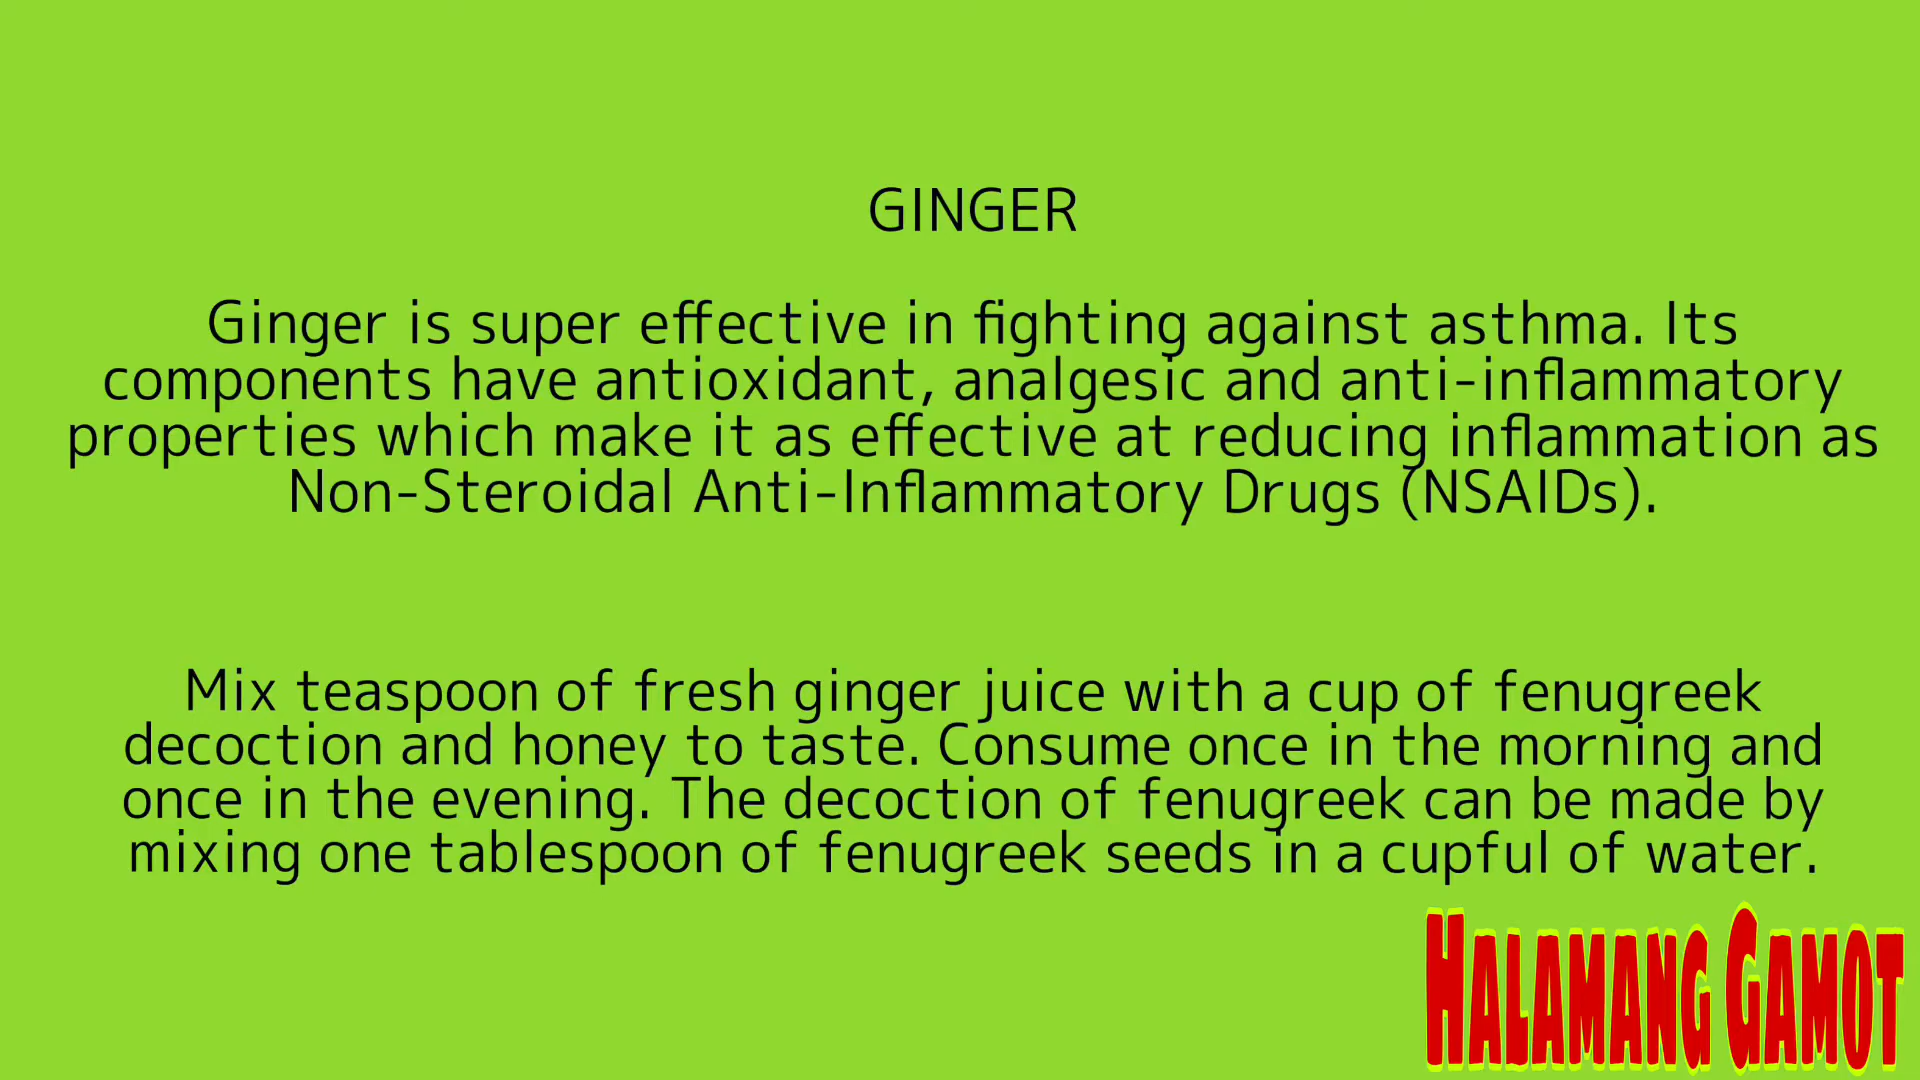 GINGER
Ginger is super effective in fighting against asthma. Its
components have antioxidant, analgesic and anti-inflammatory
properties which make it as effective at reducing inflammation as
Non-Steroidal Anti-Inflammatory Drugs (NSAIDs).
Mix teaspoon of fresh ginger juice with a cup of fenugreek
decoction and honey to taste. Consume once in the morning and
once in the evening. The decoction of fenugreek can be made by
mixing one tablespoon of fenugreek seeds in a cupful of water.
HALAMANG GAMOT